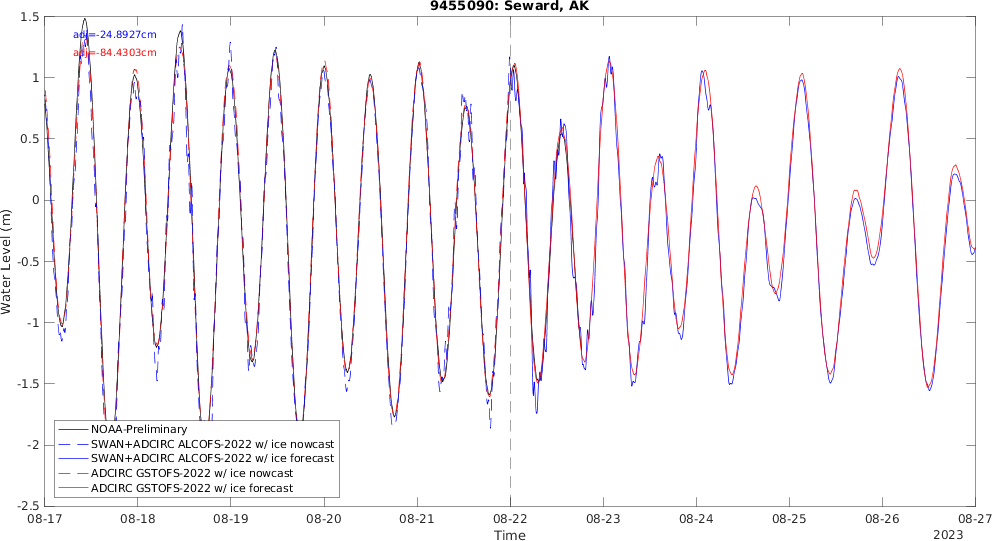 9455090: Seward, AK
adj=-24.8927cm
adj=-84.4303cm
1.5
1
0.5
0
-0.5
-1
-1.5
-2
-2.5
Water Level (m)
NOAA-Preliminary
SWAN+ADCIRC ALCOFS-2022 w/ ice nowcast
SWAN+ADCIRC ALCOFS-2022 w/ ice forecast
ADCIRC GSTOFS-2022 w/ ice nowcast
ADCIRC GSTOFS-2022 w/ ice forecast
08-17 08-18 08-19 08-20 08-21 08-22 08-23 08-24 08-25 08-26 08-27
Time
2023